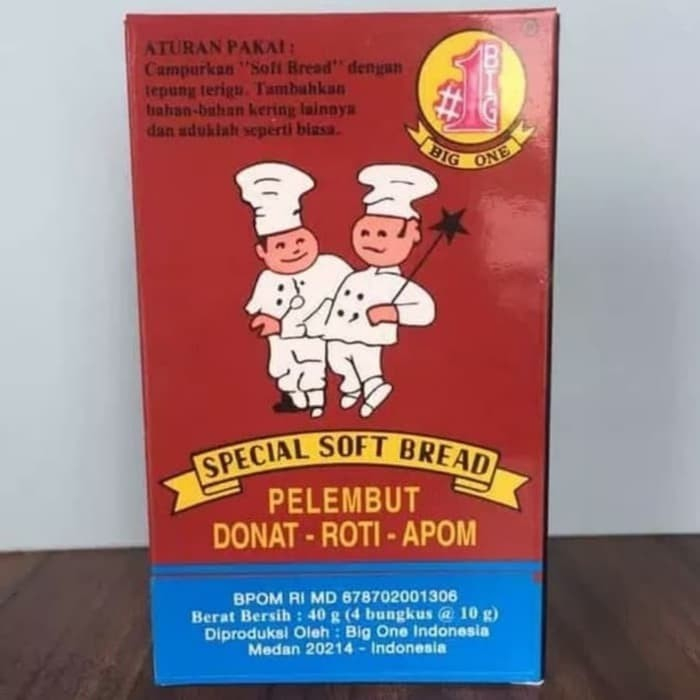 ATURAN PAKAI :
Campurkan "Soft Bread" dengan
tepung terigu. Tambahkan
bahan-bahan kering lainnya
dan aduklah seperti biasa.
#1 BIG
BIG ONE
SPECIAL SOFT BREAD
PELEMBUT
DONAT - ROTI - APOM
BPOM RI MD 678702001306
Berat Bersih : 40 g (4 bungkus @ 10 g)
Diproduksi Oleh : Big One Indonesia
Medan 20214 - Indonesia